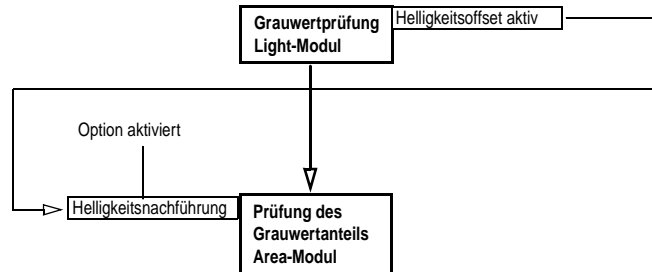 Grauwertprüfung
Light-Modul
Helligkeitsoffset aktiv
Option aktiviert
Helligkeitsnachführung
Prüfung des
Grauwertanteils
Area-Modul